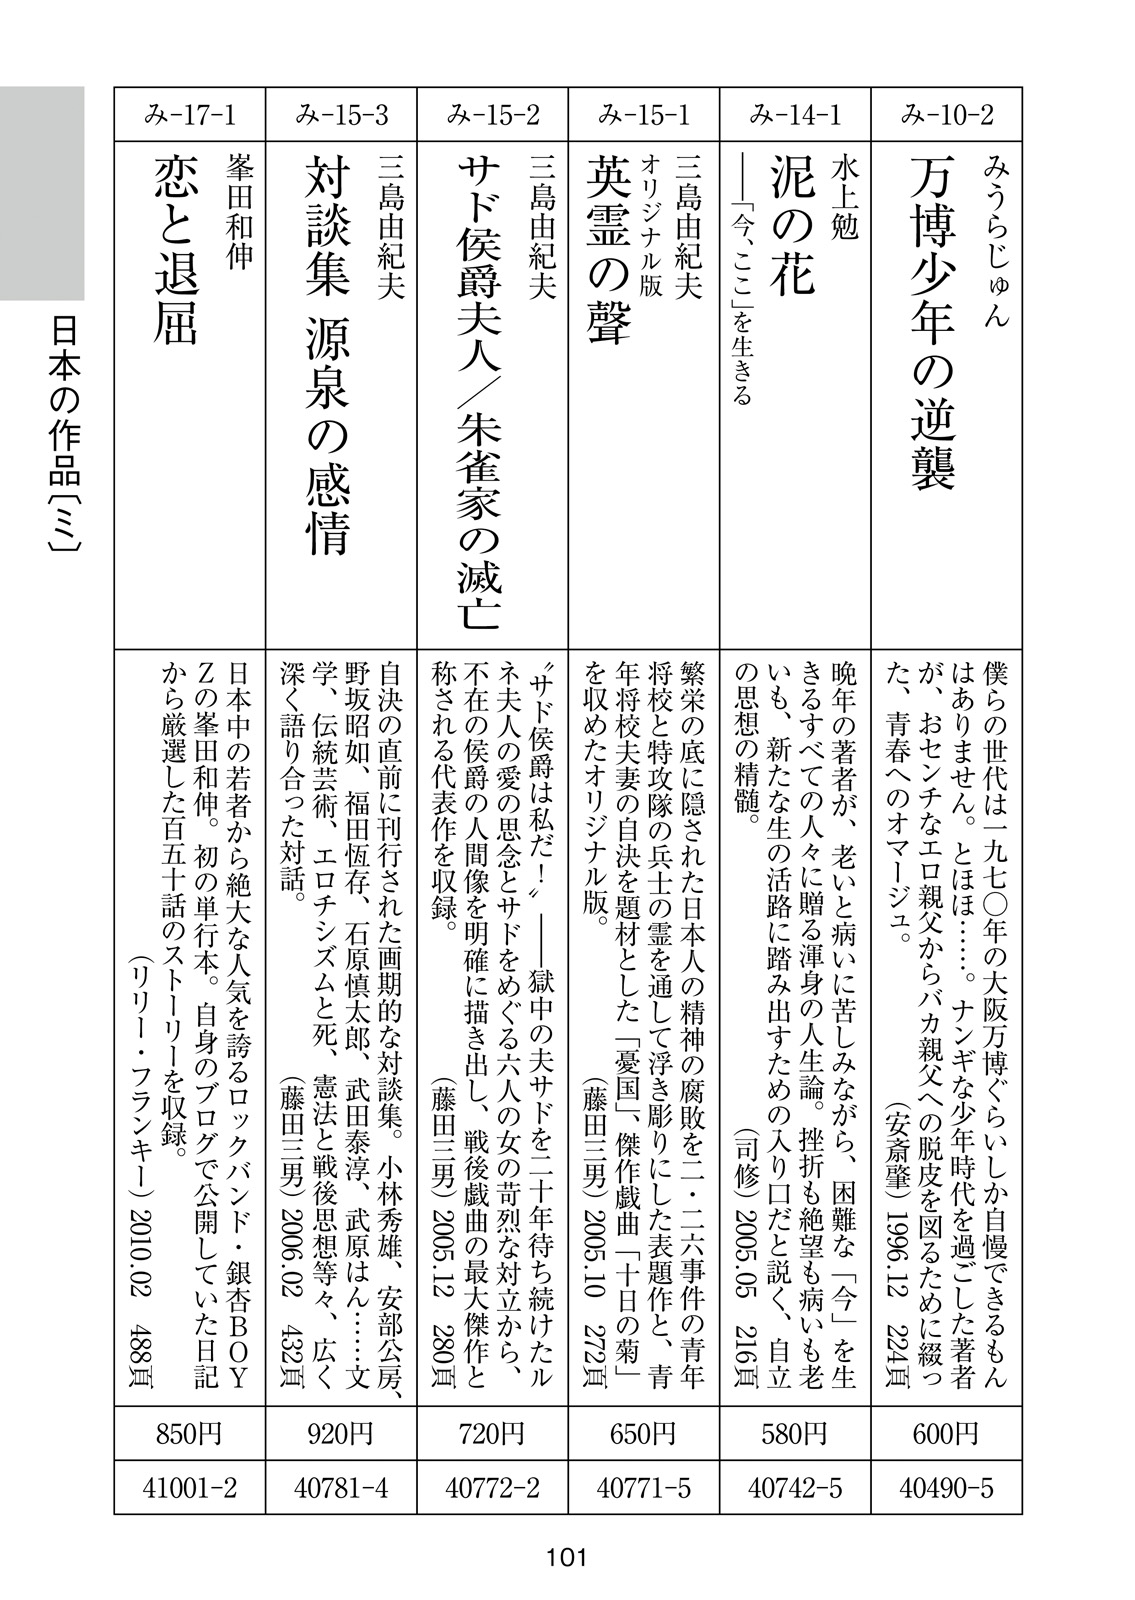 日本の作品〔ミ〕
み-10-2
みうらじゅん
万博少年の逆襲
僕らの世代は一九七〇年の大阪万博ぐらいしか自慢できるもん
はありません。とほほ……。ナンギな少年時代を過ごした著者
が、おセンチなエロ親父からバカ親父への脱皮を図るために綴っ
た、青春へのオマージュ。
(安斎肇) 1996.12 224頁
600円
40490-5
み-14-1
水上勉
泥の花
――「今、ここ」を生きる
晩年の著者が、老いと病いに苦しみながら、困難な「今」を生
きるすべての人々に贈る渾身の人生論。挫折も絶望も病いも老
いも、新たな生の活路に踏み出すための入り口だと説く、自立
の思想の精髄。
(司修) 2005.05 216頁
580円
40742-5
み-15-1
三島由紀夫
オリジナル版
英霊の聲
繁栄の底に隠された日本人の精神の腐敗を二・二六事件の青年
将校と特攻隊の兵士の霊を通して浮き彫りにした表題作と、青
年将校夫妻の自決を題材とした「憂国」、傑作戯曲「十日の菊」
を収めたオリジナル版。
(藤田三男) 2005.10 272頁
650円
40771-5
み-15-2
三島由紀夫
サド侯爵夫人／朱雀家の滅亡
〝サド侯爵は私だ！〟――獄中の夫サドを二十年待ち続けたル
ネ夫人の愛の思念とサドをめぐる六人の女の苛烈な対立から、
不在の侯爵の人間像を明確に描き出し、戦後戯曲の最大傑作と
称される代表作を収録。
(藤田三男) 2005.12 280頁
720円
40772-2
み-15-3
三島由紀夫
対談集 源泉の感情
自決の直前に刊行された画期的な対談集。小林秀雄、安部公房、
野坂昭如、福田恆存、石原慎太郎、武田泰淳、武原はん……文
学、伝統芸術、エロチシズムと死、憲法と戦後思想等々、広く
深く語り合った対話。
(藤田三男) 2006.02 432頁
920円
40781-4
み-17-1
峯田和伸
恋と退屈
日本中の若者から絶大な人気を誇るロックバンド・銀杏ＢＯＹ
Ｚの峯田和伸。初の単行本。自身のブログで公開していた日記
から厳選した百五十話のストーリーを収録。
(リリー・フランキー) 2010.02 488頁
850円
41001-2
101